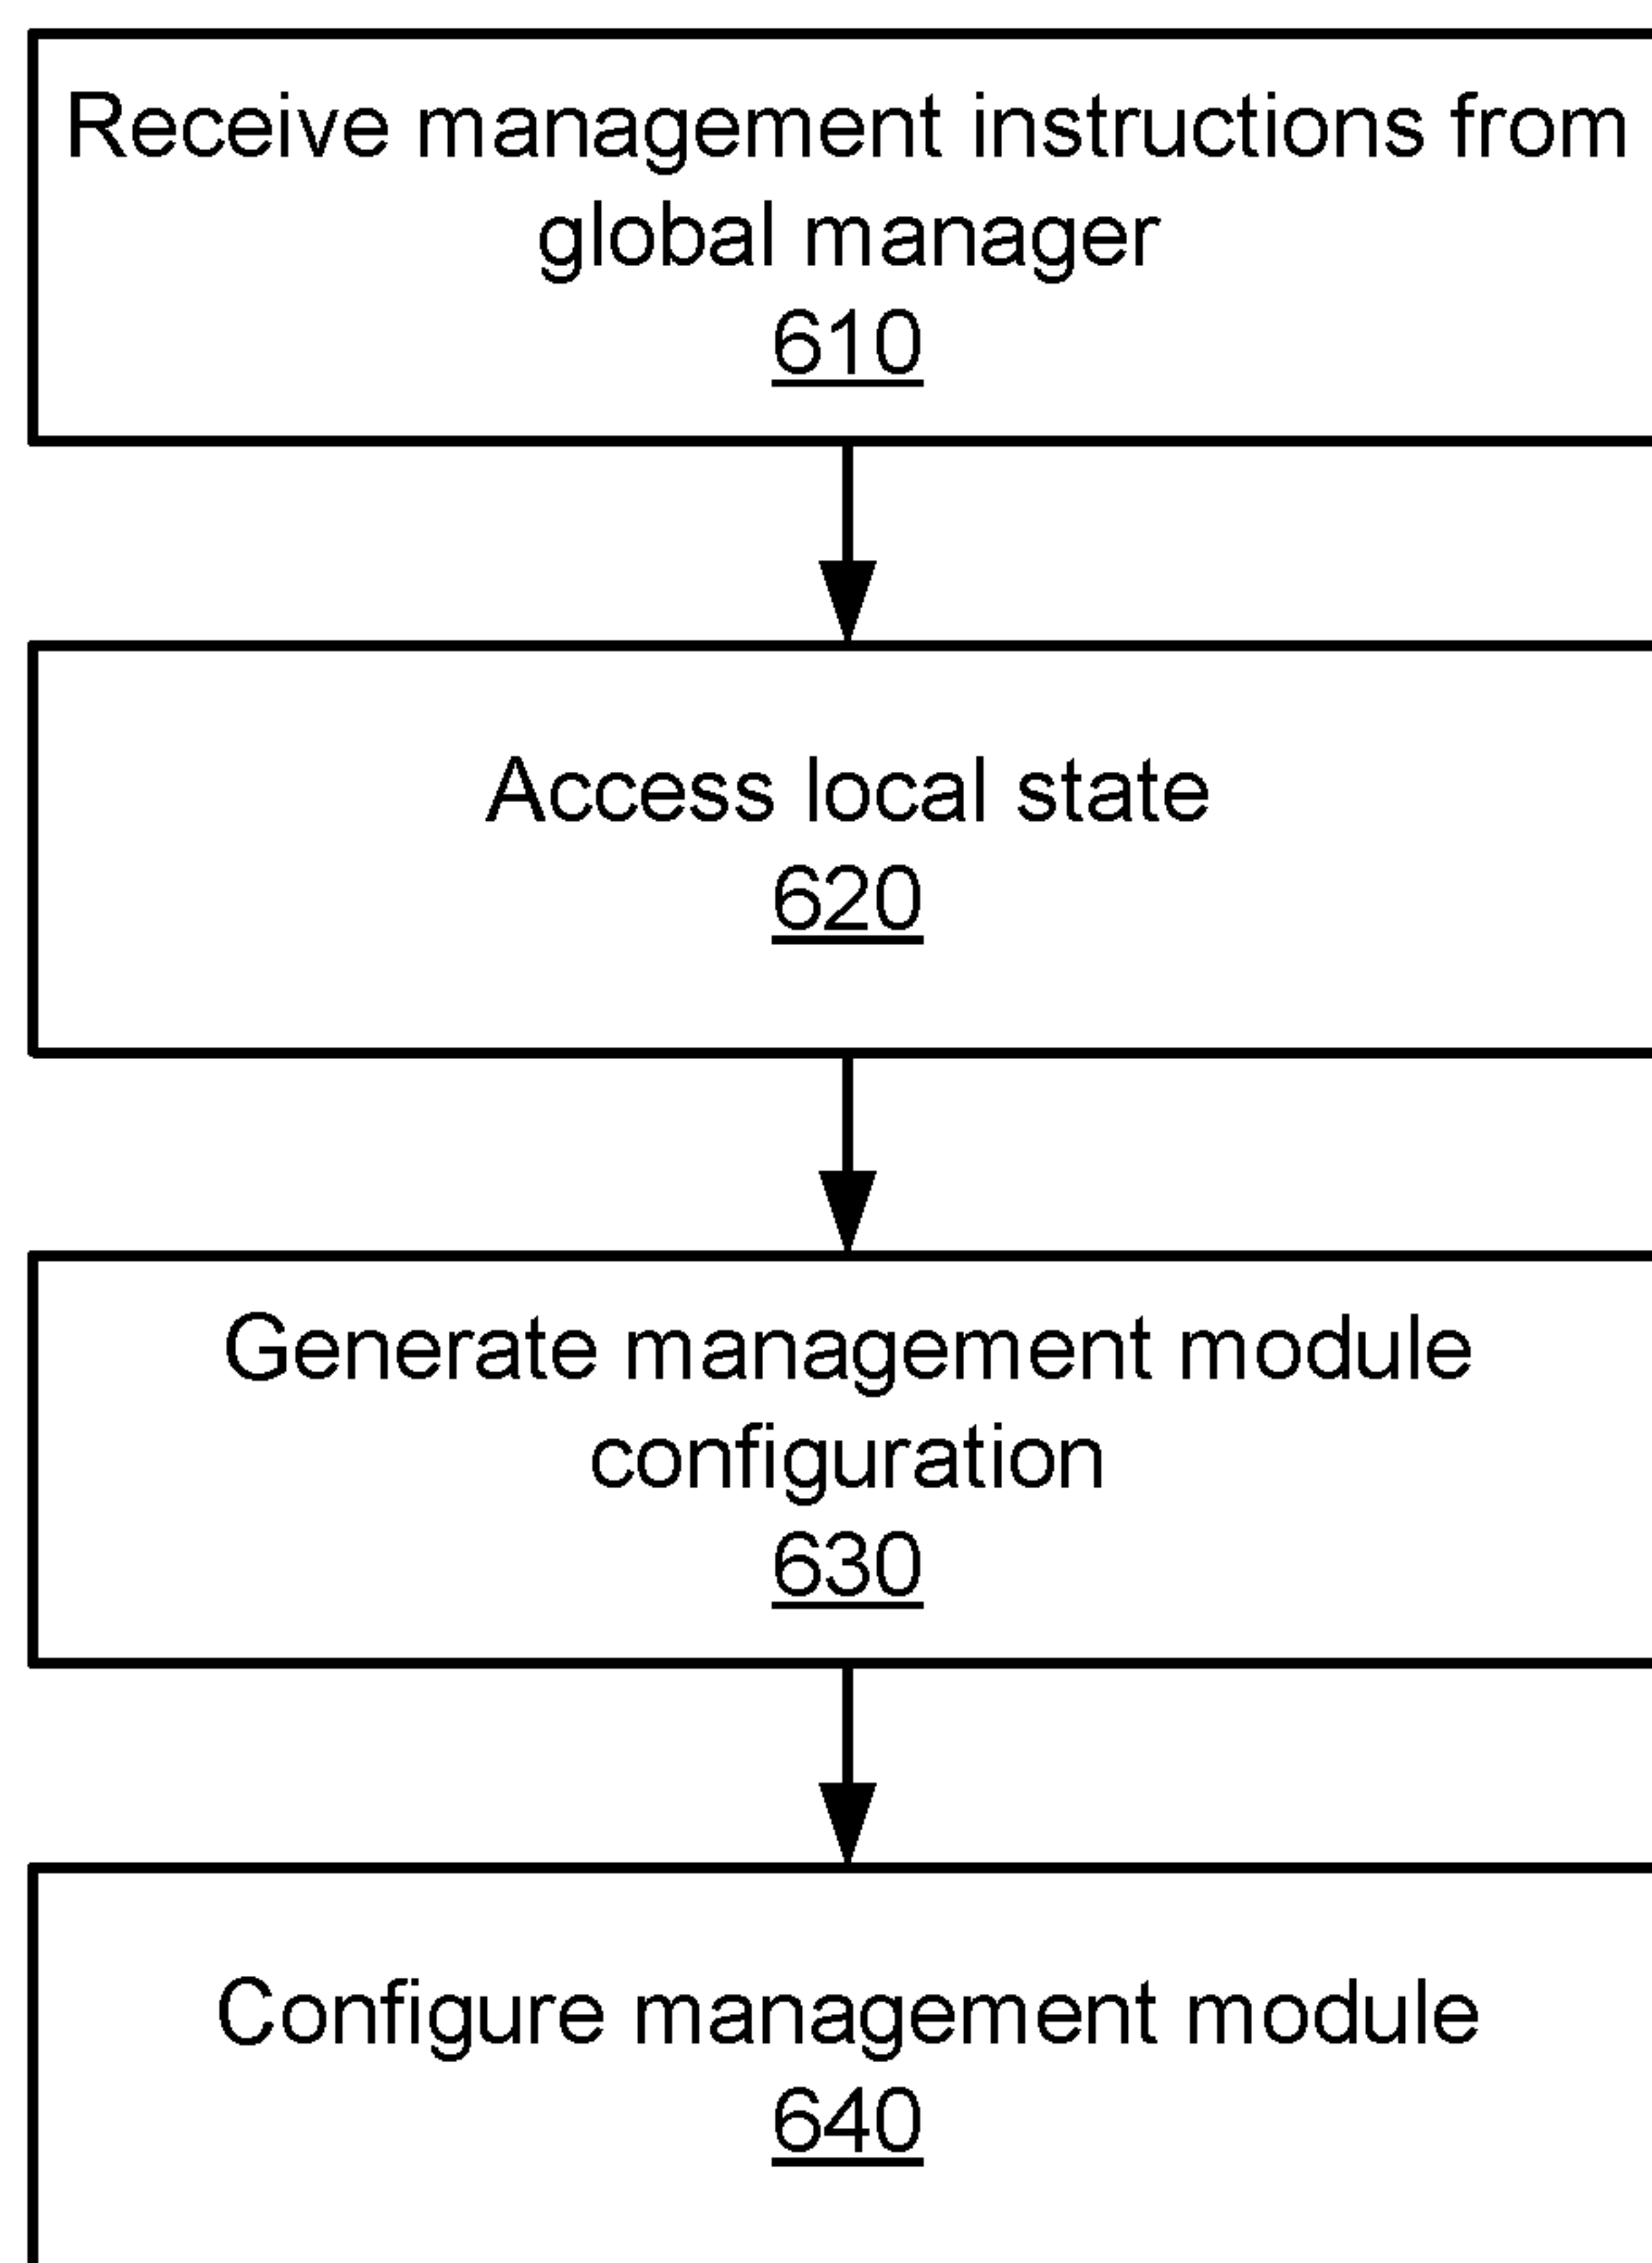 Receive management instructions from
global manager
610
Access local state
620
Generate management module
configuration
630
Configure management module
640